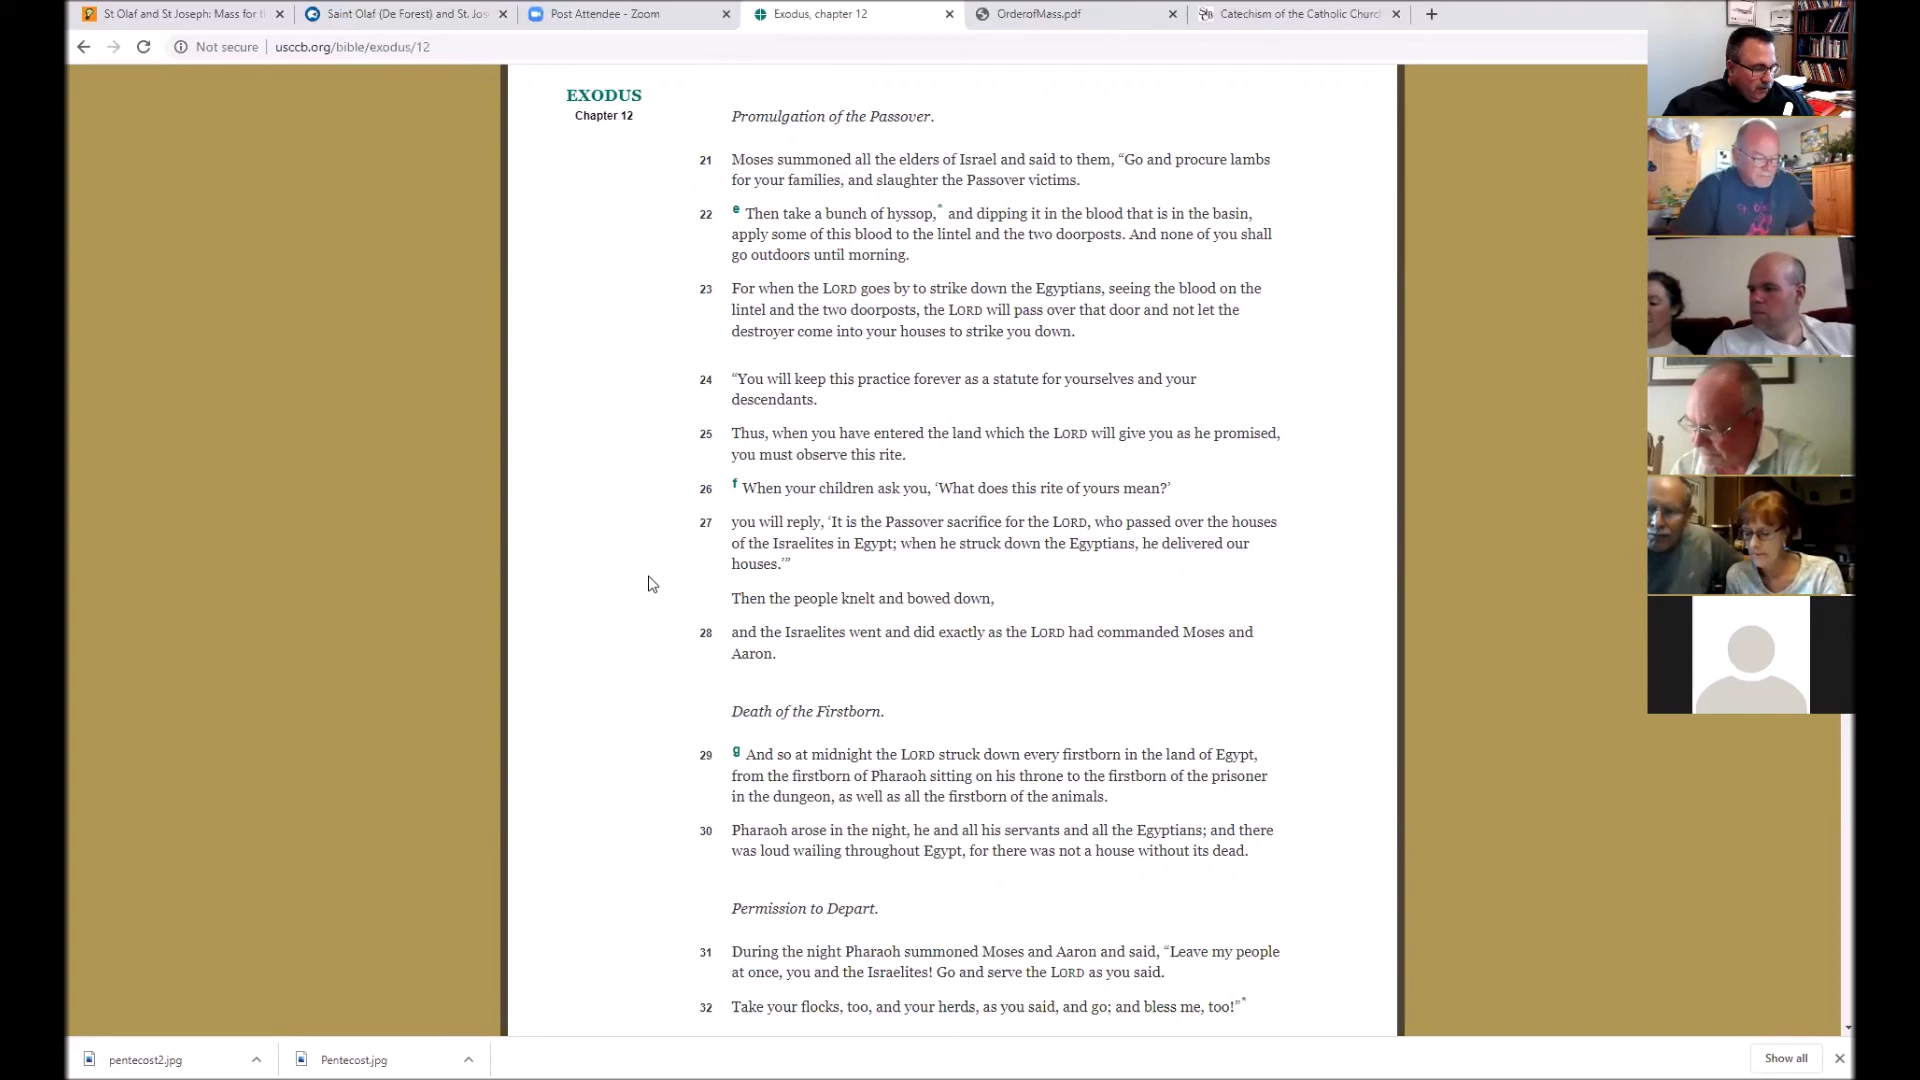 St Olaf and St Joseph: Mass for t
Saint Olaf (De Forest) and St. Jos
Post Attendee - Zoom
Exodus, chapter 12
OrderofMass.pdf
Catechism of the Catholic Church
Not secure
usccb.org/bible/exodus/12
EXODUS
Chapter 12
Promulgation of the Passover.
21 Moses summoned all the elders of Israel and said to them, “Go and procure lambs
for your families, and slaughter the Passover victims.
22 e Then take a bunch of hyssop,* and dipping it in the blood that is in the basin,
apply some of this blood to the lintel and the two doorposts. And none of you shall
go outdoors until morning.
23 For when the LORD goes by to strike down the Egyptians, seeing the blood on the
lintel and the two doorposts, the LORD will pass over that door and not let the
destroyer come into your houses to strike you down.
24 “You will keep this practice forever as a statute for yourselves and your
descendants.
25 Thus, when you have entered the land which the LORD will give you as he promised,
you must observe this rite.
26 f When your children ask you, ‘What does this rite of yours mean?’
27 you will reply, ‘It is the Passover sacrifice for the LORD, who passed over the houses
of the Israelites in Egypt; when he struck down the Egyptians, he delivered our
houses.’”
Then the people knelt and bowed down,
28 and the Israelites went and did exactly as the LORD had commanded Moses and
Aaron.
Death of the Firstborn.
29 g And so at midnight the LORD struck down every firstborn in the land of Egypt,
from the firstborn of Pharaoh sitting on his throne to the firstborn of the prisoner
in the dungeon, as well as all the firstborn of the animals.
30 Pharaoh arose in the night, he and all his servants and all the Egyptians; and there
was loud wailing throughout Egypt, for there was not a house without its dead.
Permission to Depart.
31 During the night Pharaoh summoned Moses and Aaron and said, “Leave my people
at once, you and the Israelites! Go and serve the LORD as you said.
32 Take your flocks, too, and your herds, as you said, and go; and bless me, too!”*
pentecost2.jpg
Pentecost.jpg
Show all